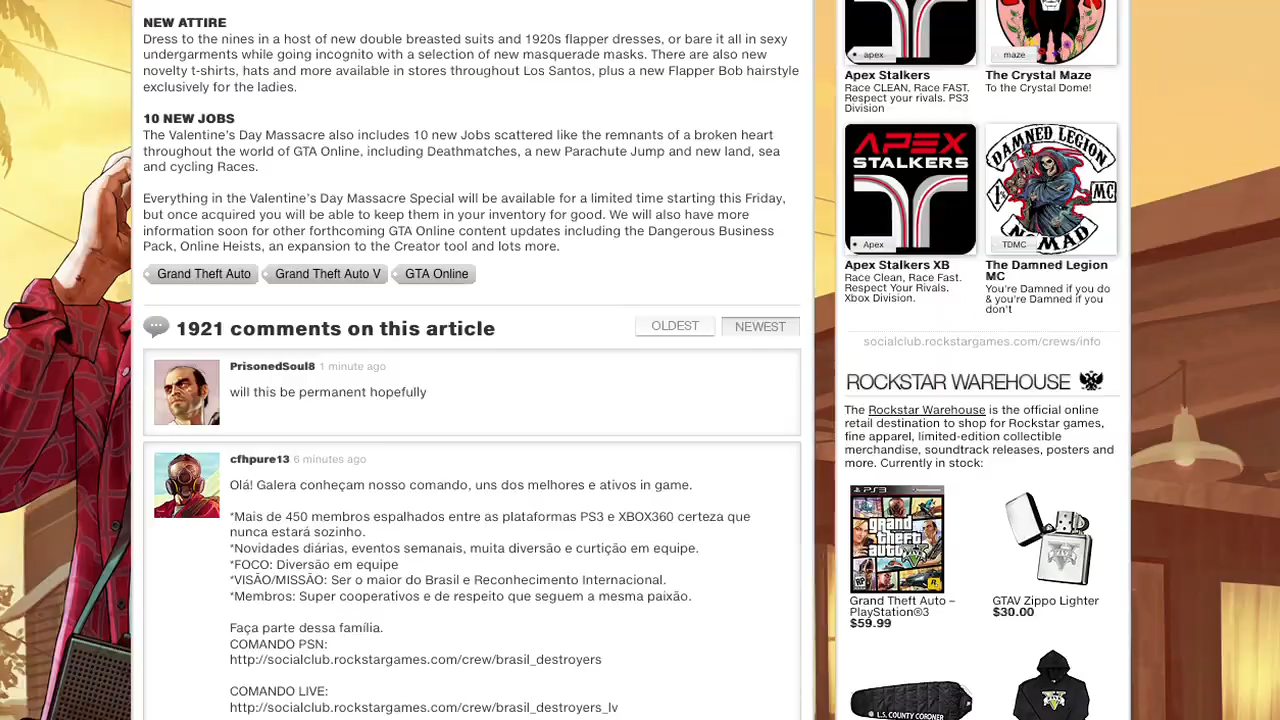 NEW ATTIRE
Dress to the nines in a host of new double breasted suits and 1920s flapper dresses, or bare it all in sexy
undergarments while going incognito with a selection of new masquerade masks. There are also new
novelty t-shirts, hats and more available in stores throughout Los Santos, plus a new Flapper Bob hairstyle
exclusively for the ladies.
10 NEW JOBS
The Valentine's Day Massacre also includes 10 new Jobs scattered like the remnants of a broken heart
throughout the world of GTA Online, including Deathmatches, a new Parachute Jump and new land, sea
and cycling Races.
Everything in the Valentine's Day Massacre Special will be available for a limited time starting this Friday,
but once acquired you will be able to keep them in your inventory for good. We will also have more
information soon for other forthcoming GTA Online content updates including the Dangerous Business
Pack, Online Heists, an expansion to the Creator tool and lots more.
Grand Theft Auto
Grand Theft Auto V
GTA Online
1921 comments on this article
OLDEST
NEWEST
PrisonedSoul8 1 minute ago
will this be permanent hopefully
cfhpure13 6 minutes ago
Olá! Galera conheçam nosso comando, uns dos melhores e ativos in game.
*Mais de 450 membros espalhados entre as plataformas PS3 e XBOX360 certeza que
nunca estará sozinho.
*Novidades diárias, eventos semanais, muita diversão e curtição em equipe.
*FOCO: Diversão em equipe
*VISÃO/MISSÃO: Ser o maior do Brasil e Reconhecimento Internacional.
*Membros: Super cooperativos e de respeito que seguem a mesma paixão.
Faça parte dessa família.
COMANDO PSN:
http://socialclub.rockstargames.com/crew/brasil_destroyers
COMANDO LIVE:
http://socialclub.rockstargames.com/crew/brasil_destroyers_lv
apex
Apex Stalkers
Race CLEAN, Race FAST.
Respect your rivals. PS3
Division
maze
The Crystal Maze
To the Crystal Dome!
APEX
STALKERS
Apex
Apex Stalkers XB
Race Clean, Race Fast.
Respect Your Rivals.
Xbox Division.
DAMNED LEGION
MC
NOMAD
TDMC
The Damned Legion
MC
You're Damned if you do
& you're Damned if you
don't
socialclub.rockstargames.com/crews/info
ROCKSTAR WAREHOUSE
The Rockstar Warehouse is the official online
retail destination to shop for Rockstar games,
fine apparel, limited-edition collectible
merchandise, soundtrack releases, posters and
more. Currently in stock:
PS3
grand
theft
auto
V
Grand Theft Auto –
PlayStation®3
$59.99
GTAV Zippo Lighter
$30.00
L.S. COUNTY CORONER